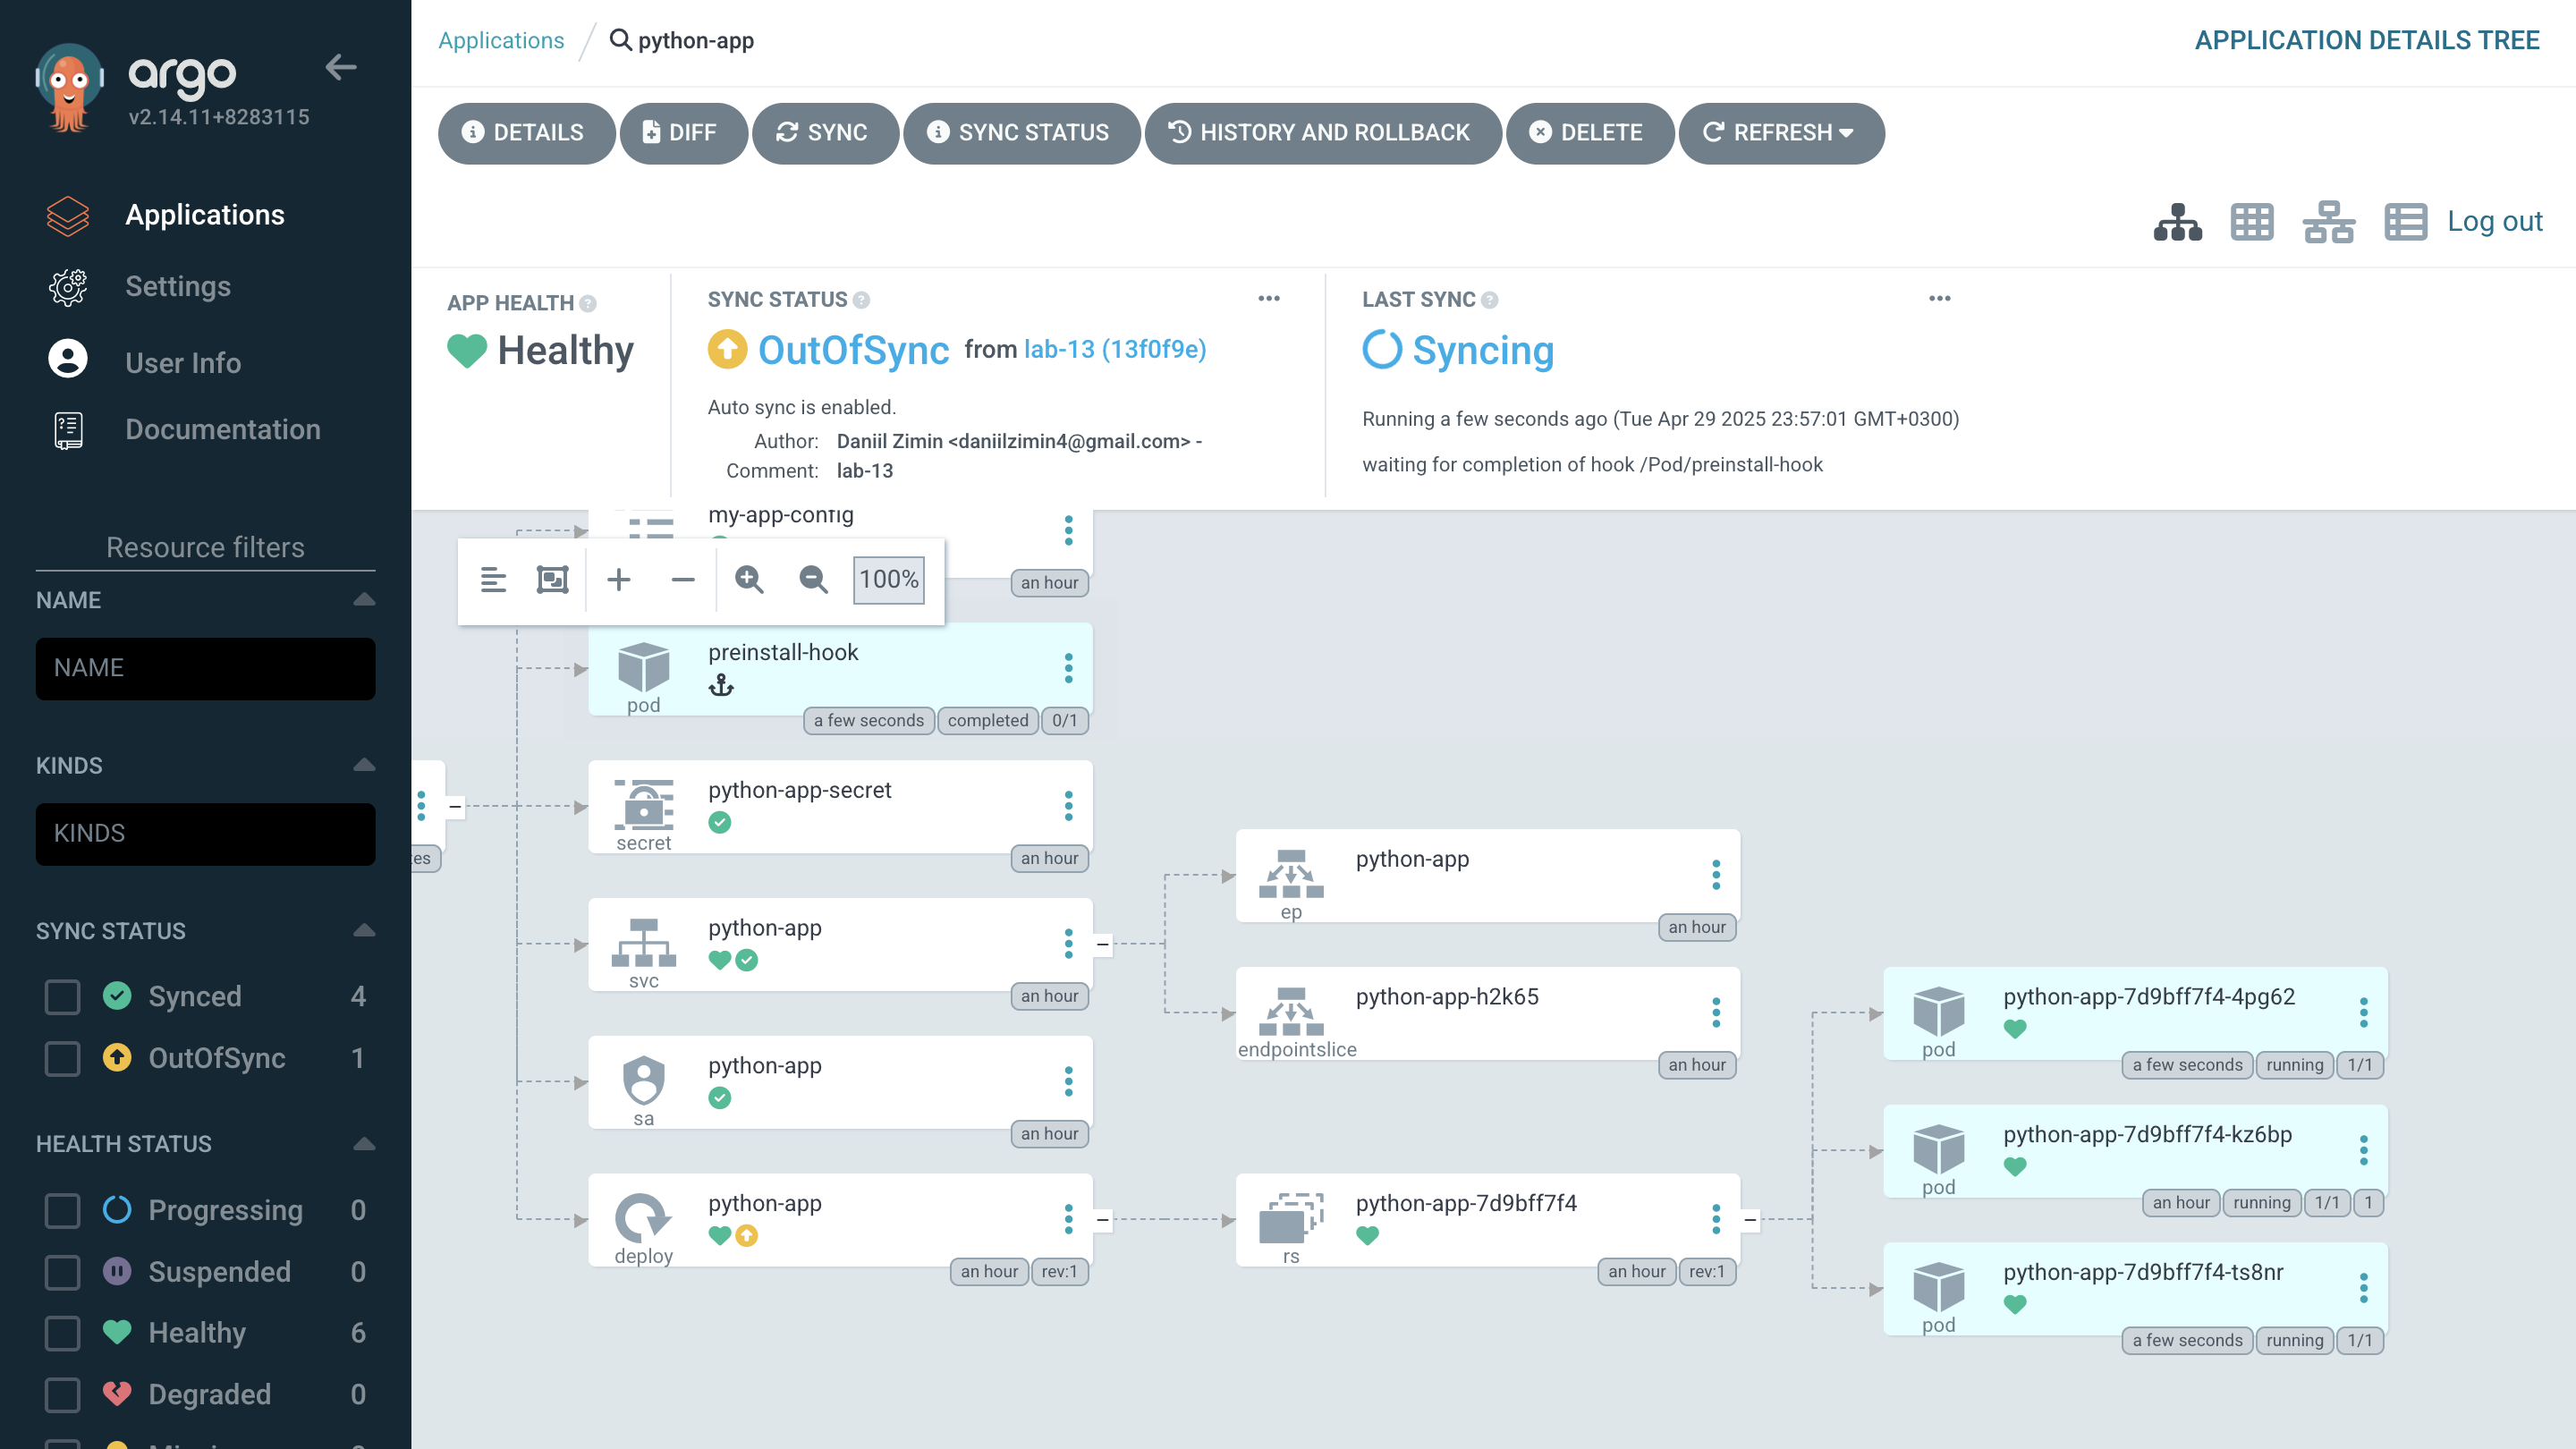 argo
v2.14.11+8283115
Applications
Settings
User Info
Documentation
Resource filters
NAME
NAME
KINDS
KINDS
SYNC STATUS
Synced 4
OutOfSync 1
HEALTH STATUS
Progressing 0
Suspended 0
Healthy 6
Degraded 0
Applications / python-app
APPLICATION DETAILS TREE
DETAILS DIFF SYNC SYNC STATUS HISTORY AND ROLLBACK DELETE REFRESH
Log out
APP HEALTH
Healthy
SYNC STATUS
OutOfSync from lab-13 (13f0f9e)
Auto sync is enabled.
Author: Daniil Zimin <daniilzimin4@gmail.com> -
Comment: lab-13
LAST SYNC
Syncing
Running a few seconds ago (Tue Apr 29 2025 23:57:01 GMT+0300)
waiting for completion of hook /Pod/preinstall-hook
my-app-config
an hour
100%
preinstall-hook
pod
a few seconds completed 0/1
python-app-secret
secret
an hour
python-app
svc
an hour
python-app
sa
an hour
python-app
deploy
an hour rev:1
python-app
ep
an hour
python-app-h2k65
endpointslice
an hour
python-app-7d9bff7f4
rs
an hour rev:1
python-app-7d9bff7f4-4pg62
pod
a few seconds running 1/1
python-app-7d9bff7f4-kz6bp
pod
an hour running 1/1 1
python-app-7d9bff7f4-ts8nr
pod
a few seconds running 1/1